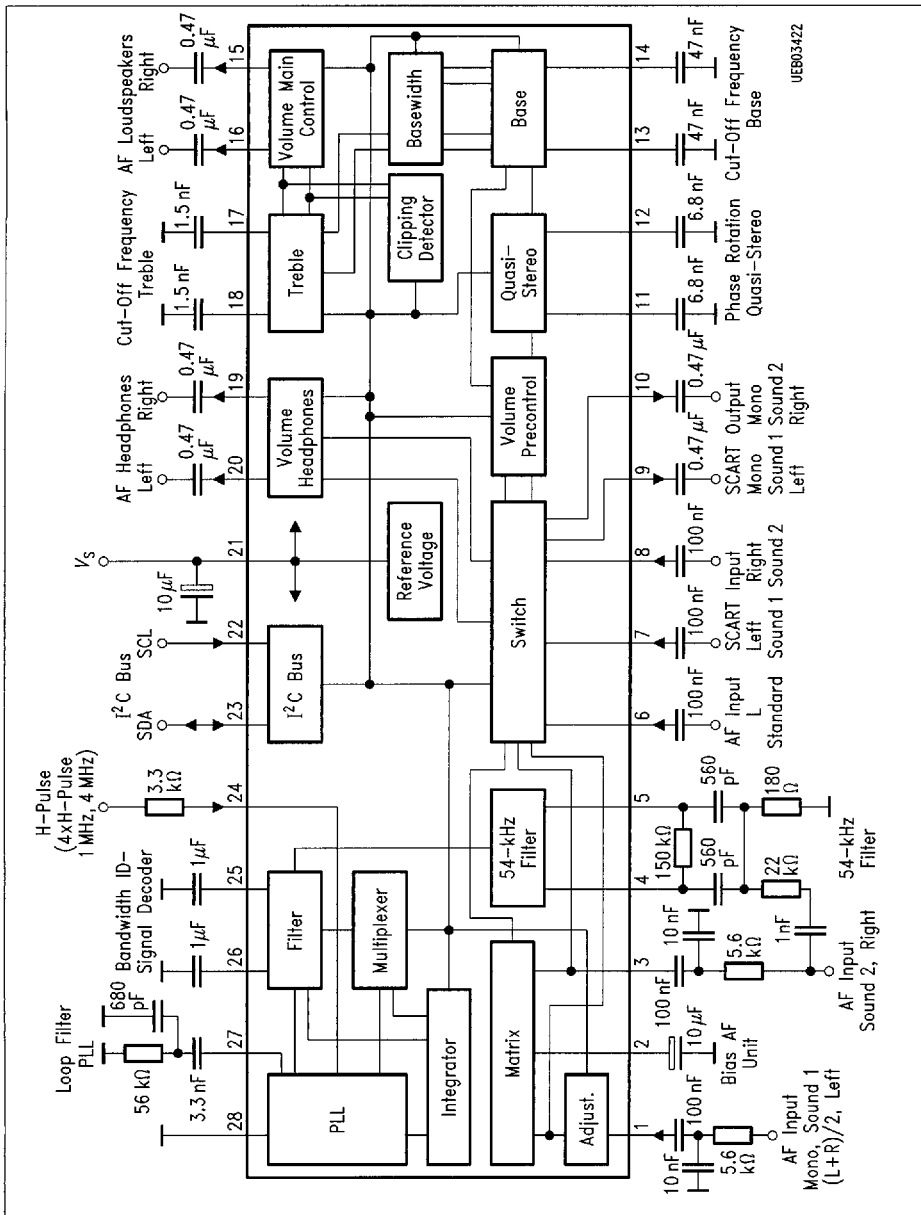 H-Pulse
(4xH-Pulse
1 MHz, 4 MHz)
Loop Filter
PLL
Bandwidth ID-
Signal Decoder
I²C Bus
SDA
SCL
Vs
AF Headphones
Left
Right
Cut-Off Frequency
Treble
AF Loudspeakers
Left
Right
56 kΩ
680
pF
3.3 nF
1 µF
1 µF
3.3
kΩ
10 µF
0.47
µF
0.47
µF
1.5 nF
1.5 nF
0.47
µF
0.47
µF
28
27
26
25
24
23
22
21
20
19
18
17
16
15
PLL
Filter
Multiplexer
Integrator
I²C Bus
Reference
Voltage
Volume
Headphones
Treble
Clipping
Detector
Volume Main
Control
Basewidth
Adjust.
Matrix
54-kHz
Filter
Switch
Volume
Precontrol
Quasi-
Stereo
Base
1
2
3
4
5
6
7
8
9
10
11
12
13
14
10 nF
100 nF
5.6
kΩ
AF Input
Mono, Sound 1
(L+R)/2, Left
10 µF
Bias AF
Unit
100 nF
10 nF
5.6
kΩ
1 nF
AF Input
Sound 2, Right
150 kΩ
560
pF
560
pF
22
kΩ
180
Ω
54-kHz
Filter
100 nF
AF Input
L
Standard
100 nF
100 nF
SCART Input
Left Right
Sound 1 Sound 2
0.47 µF
0.47 µF
SCART Output
Mono Mono
Sound 1 Sound 2
Left Right
6.8 nF
6.8 nF
Phase Rotation
Quasi-Stereo
47 nF
47 nF
Cut-Off Frequency
Base
UEB03422